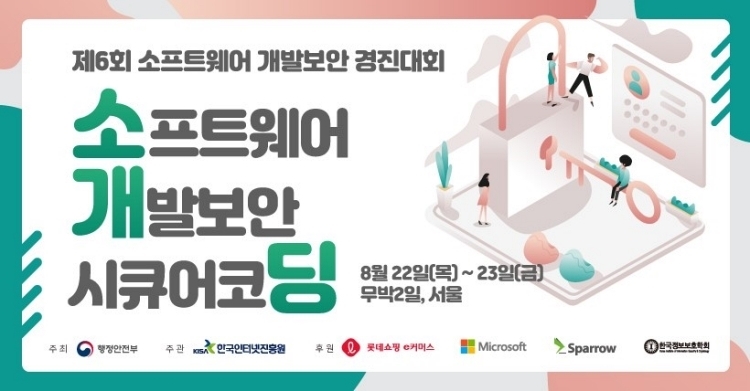 제6회 소프트웨어 개발보안 경진대회
소프트웨어
개발보안
시큐어코딩
8월 22일(목) ~ 23일(금)
무박2일, 서울
주최 행정안전부 주관 KISA 한국인터넷진흥원 후원 롯데쇼핑 e커머스 Microsoft Sparrow 한국정보보호학회